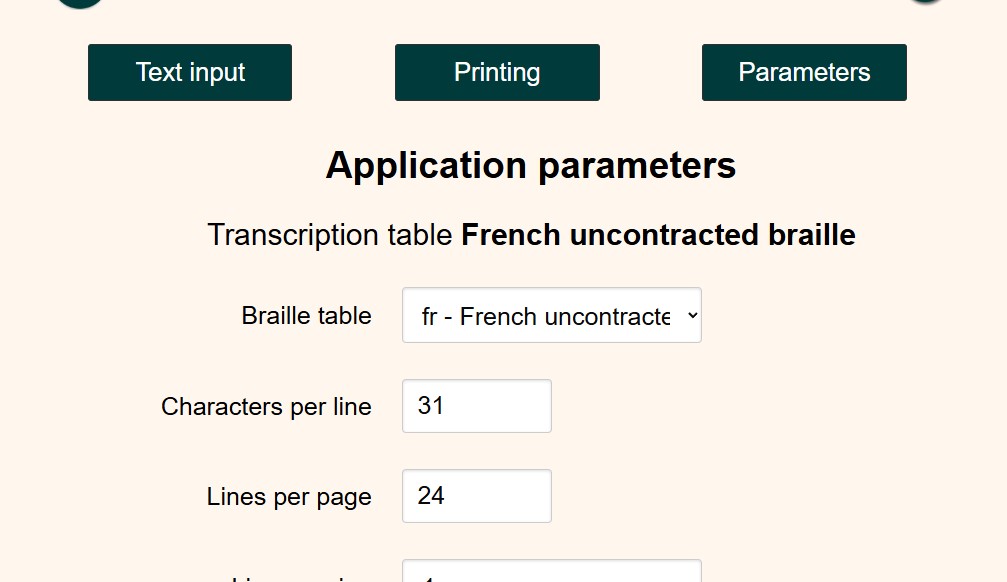 Text input Printing Parameters
Application parameters
Transcription table French uncontracted braille
Braille table fr - French uncontracte
Characters per line 31
Lines per page 24